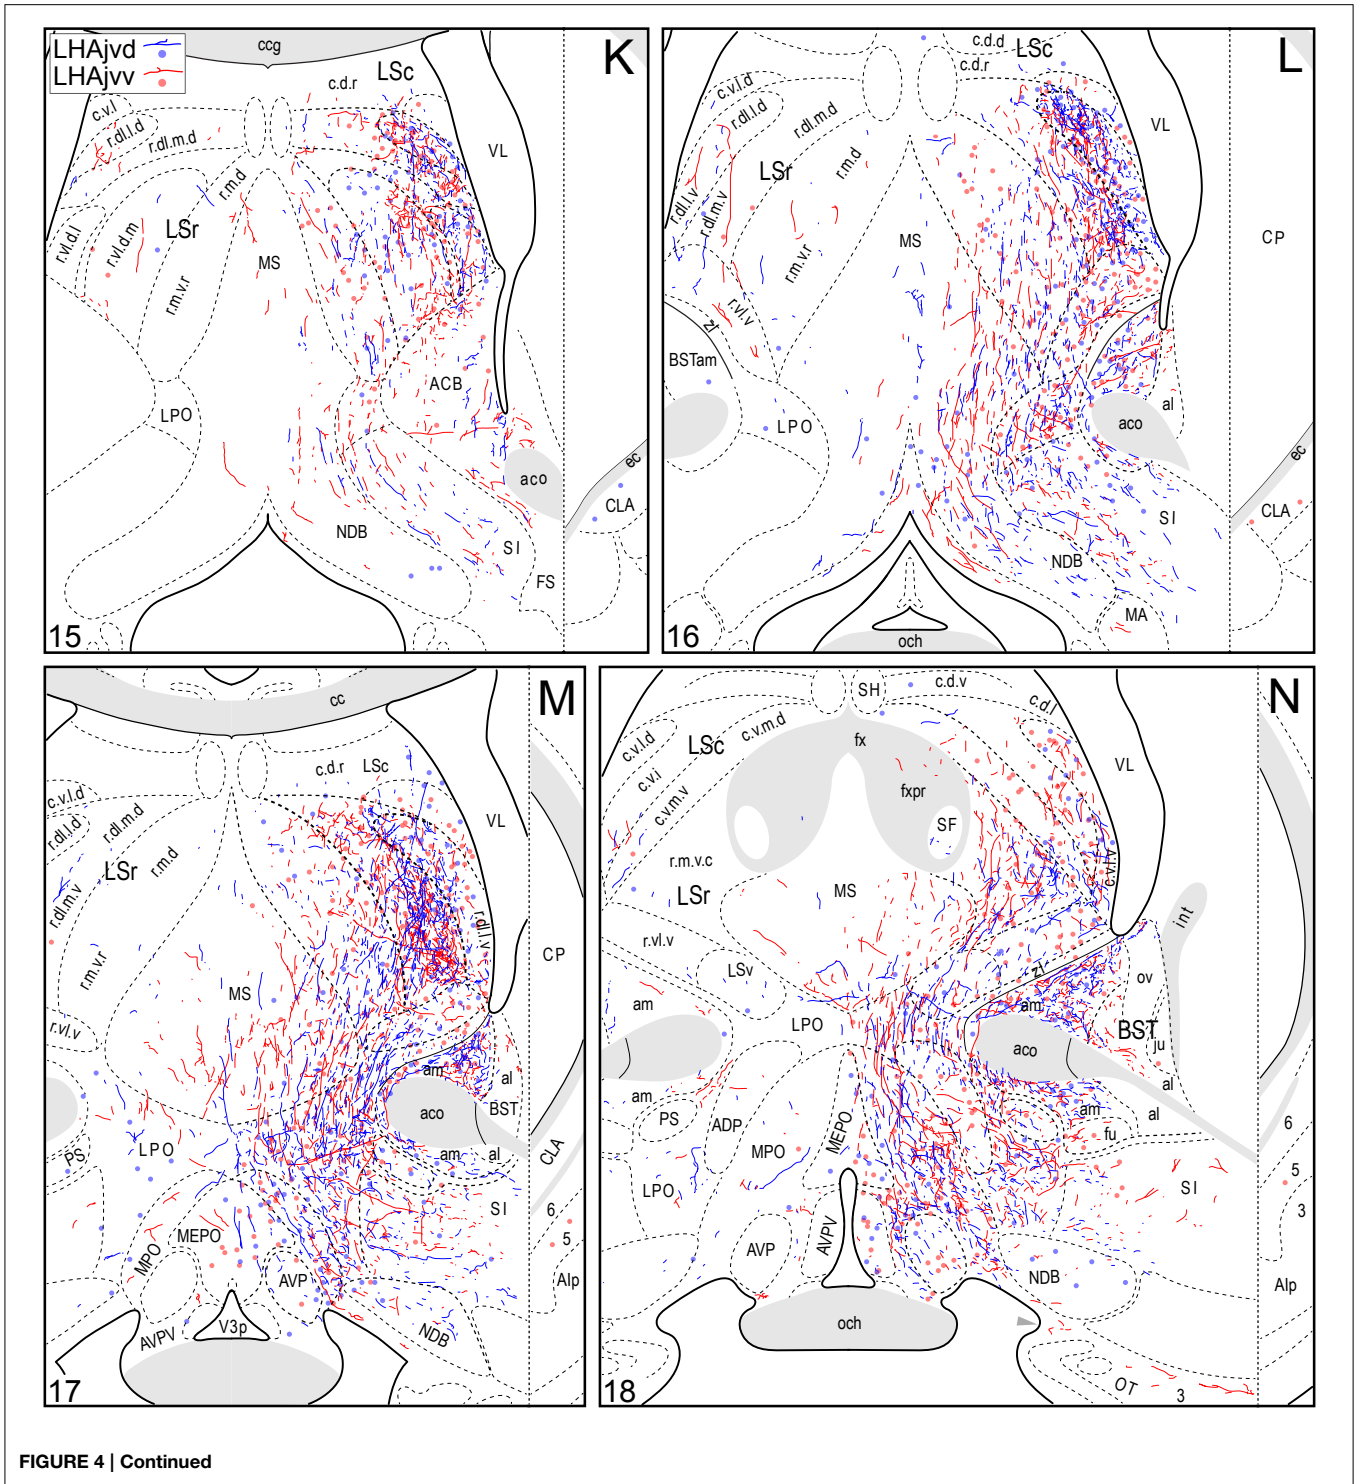 LHAjvd
LHAjvv
ccg
K
LSc
c.d.r
c.v.l
r.dl.l.d
r.dl.m.d
VL
r.m.d
r.vl.d.l
r.vl.d.m
LSr
MS
r.m.v.r
ACB
LPO
aco
ec
CLA
NDB
SI
FS
15
c.d.d
LSc
L
c.d.r
c.v.l.d
r.dl.l.d
r.dl.m.d
VL
LSr
r.m.d
r.dl.l.v
r.dl.m.v
MS
CP
r.m.v.r
zl
r.vl.v
BSTam
al
LPO
aco
ec
CLA
SI
NDB
MA
och
16
cc
M
c.d.r
LSc
c.v.l.d
VL
r.dl.l.d
r.dl.m.d
LSr
r.m.d
r.dl.m.v
r.dl.l.v
CP
r.m.v.r
MS
r.vl.v
am
al
aco
BST
PS
LPO
am
al
CLA
SI
6
MEPO
5
MPO
AVP
Alp
AVPV
V3p
NDB
17
SH
c.d.v
N
c.d.l
c.v.l.d
LSc
c.v.m.d
fx
VL
c.v.i
fxpr
c.v.m.v
SF
r.m.v.c
c.v.l.v
LSr
MS
int
r.vl.v
LSv
zl
ov
am
am
LPO
BST
aco
ju
am
al
PS
ADP
am
al
MEPO
fu
6
MPO
LPO
SI
5
3
AVP
AVPV
NDB
Alp
och
OT
3
18
FIGURE 4 | Continued